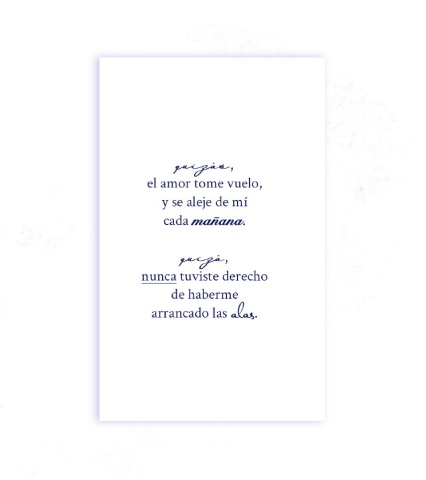 quizás,
el amor tome vuelo,
y se aleje de mí
cada mañana.
quizá,
nunca tuviste derecho
de haberme
arrancado las alas.